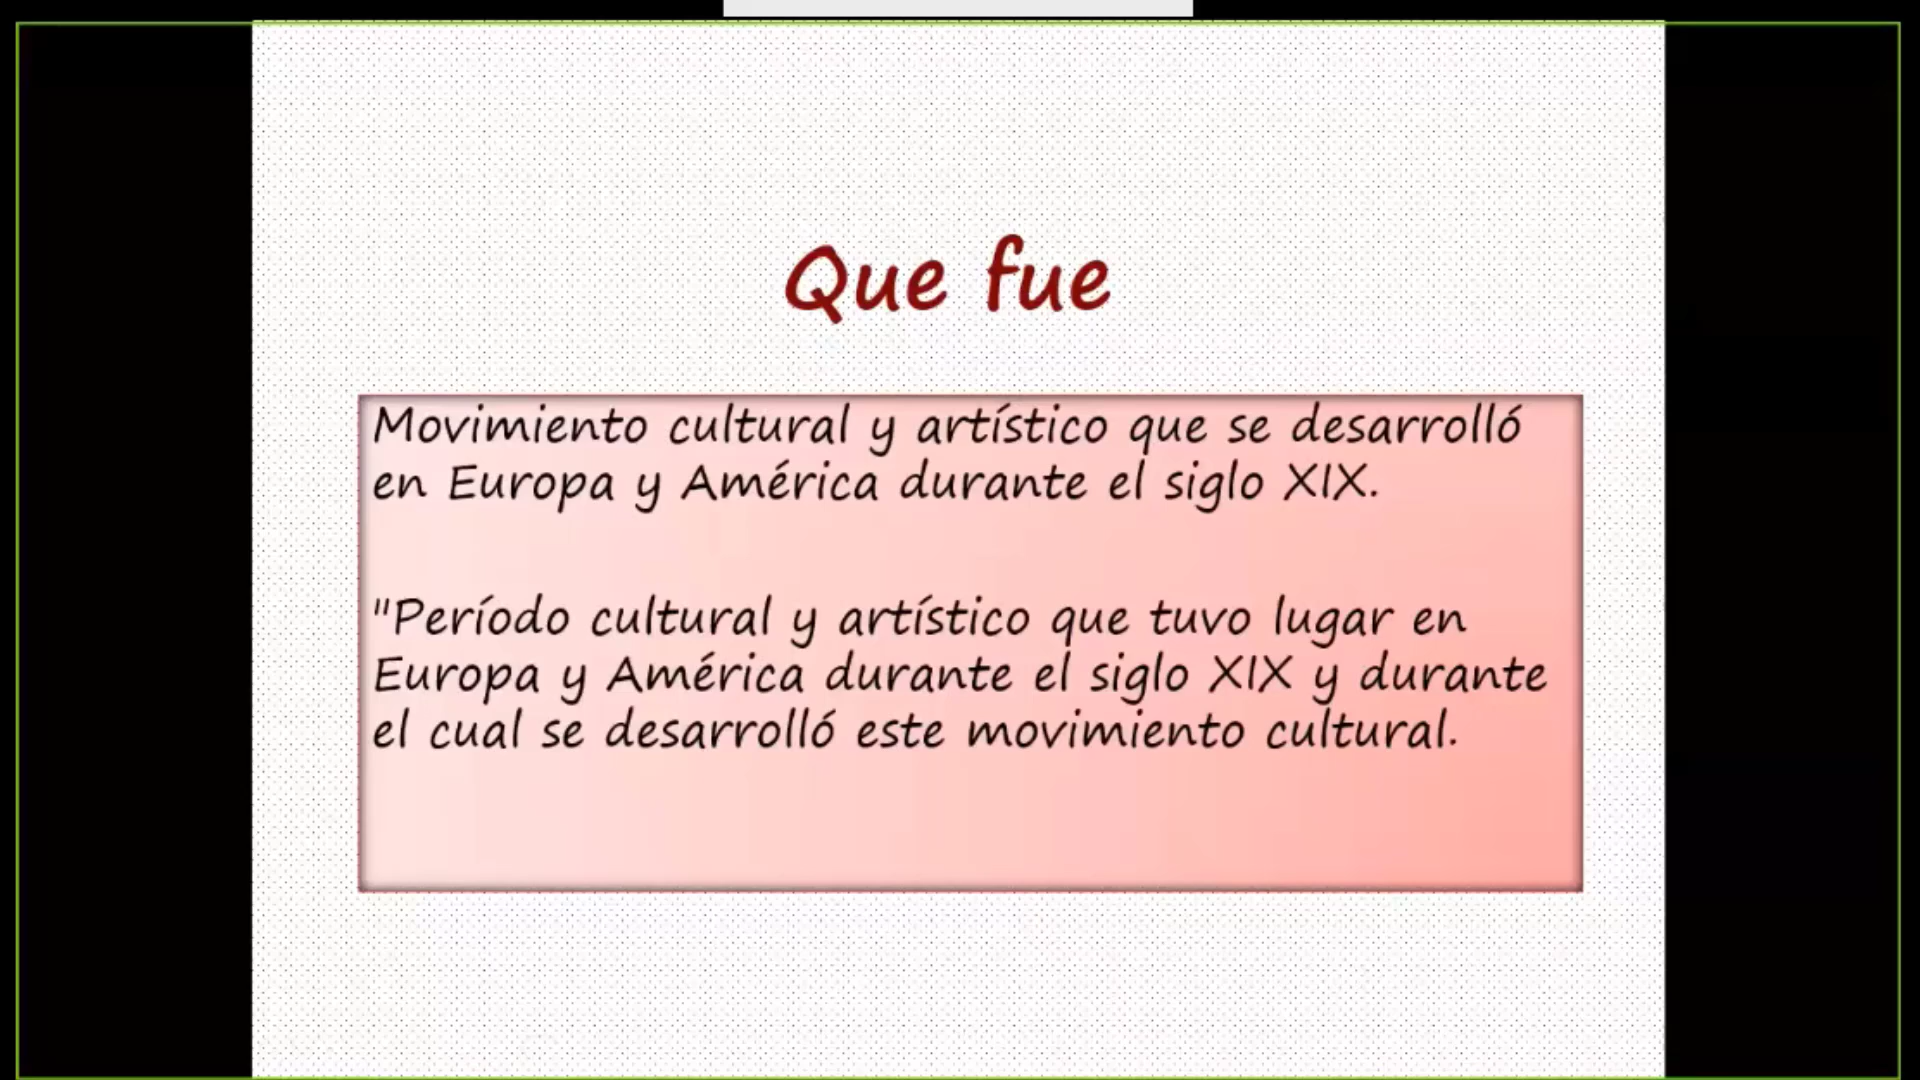 Que fue
Movimiento cultural y artístico que se desarrolló
en Europa y América durante el siglo XIX.
"Período cultural y artístico que tuvo lugar en
Europa y América durante el siglo XIX y durante
el cual se desarrolló este movimiento cultural.